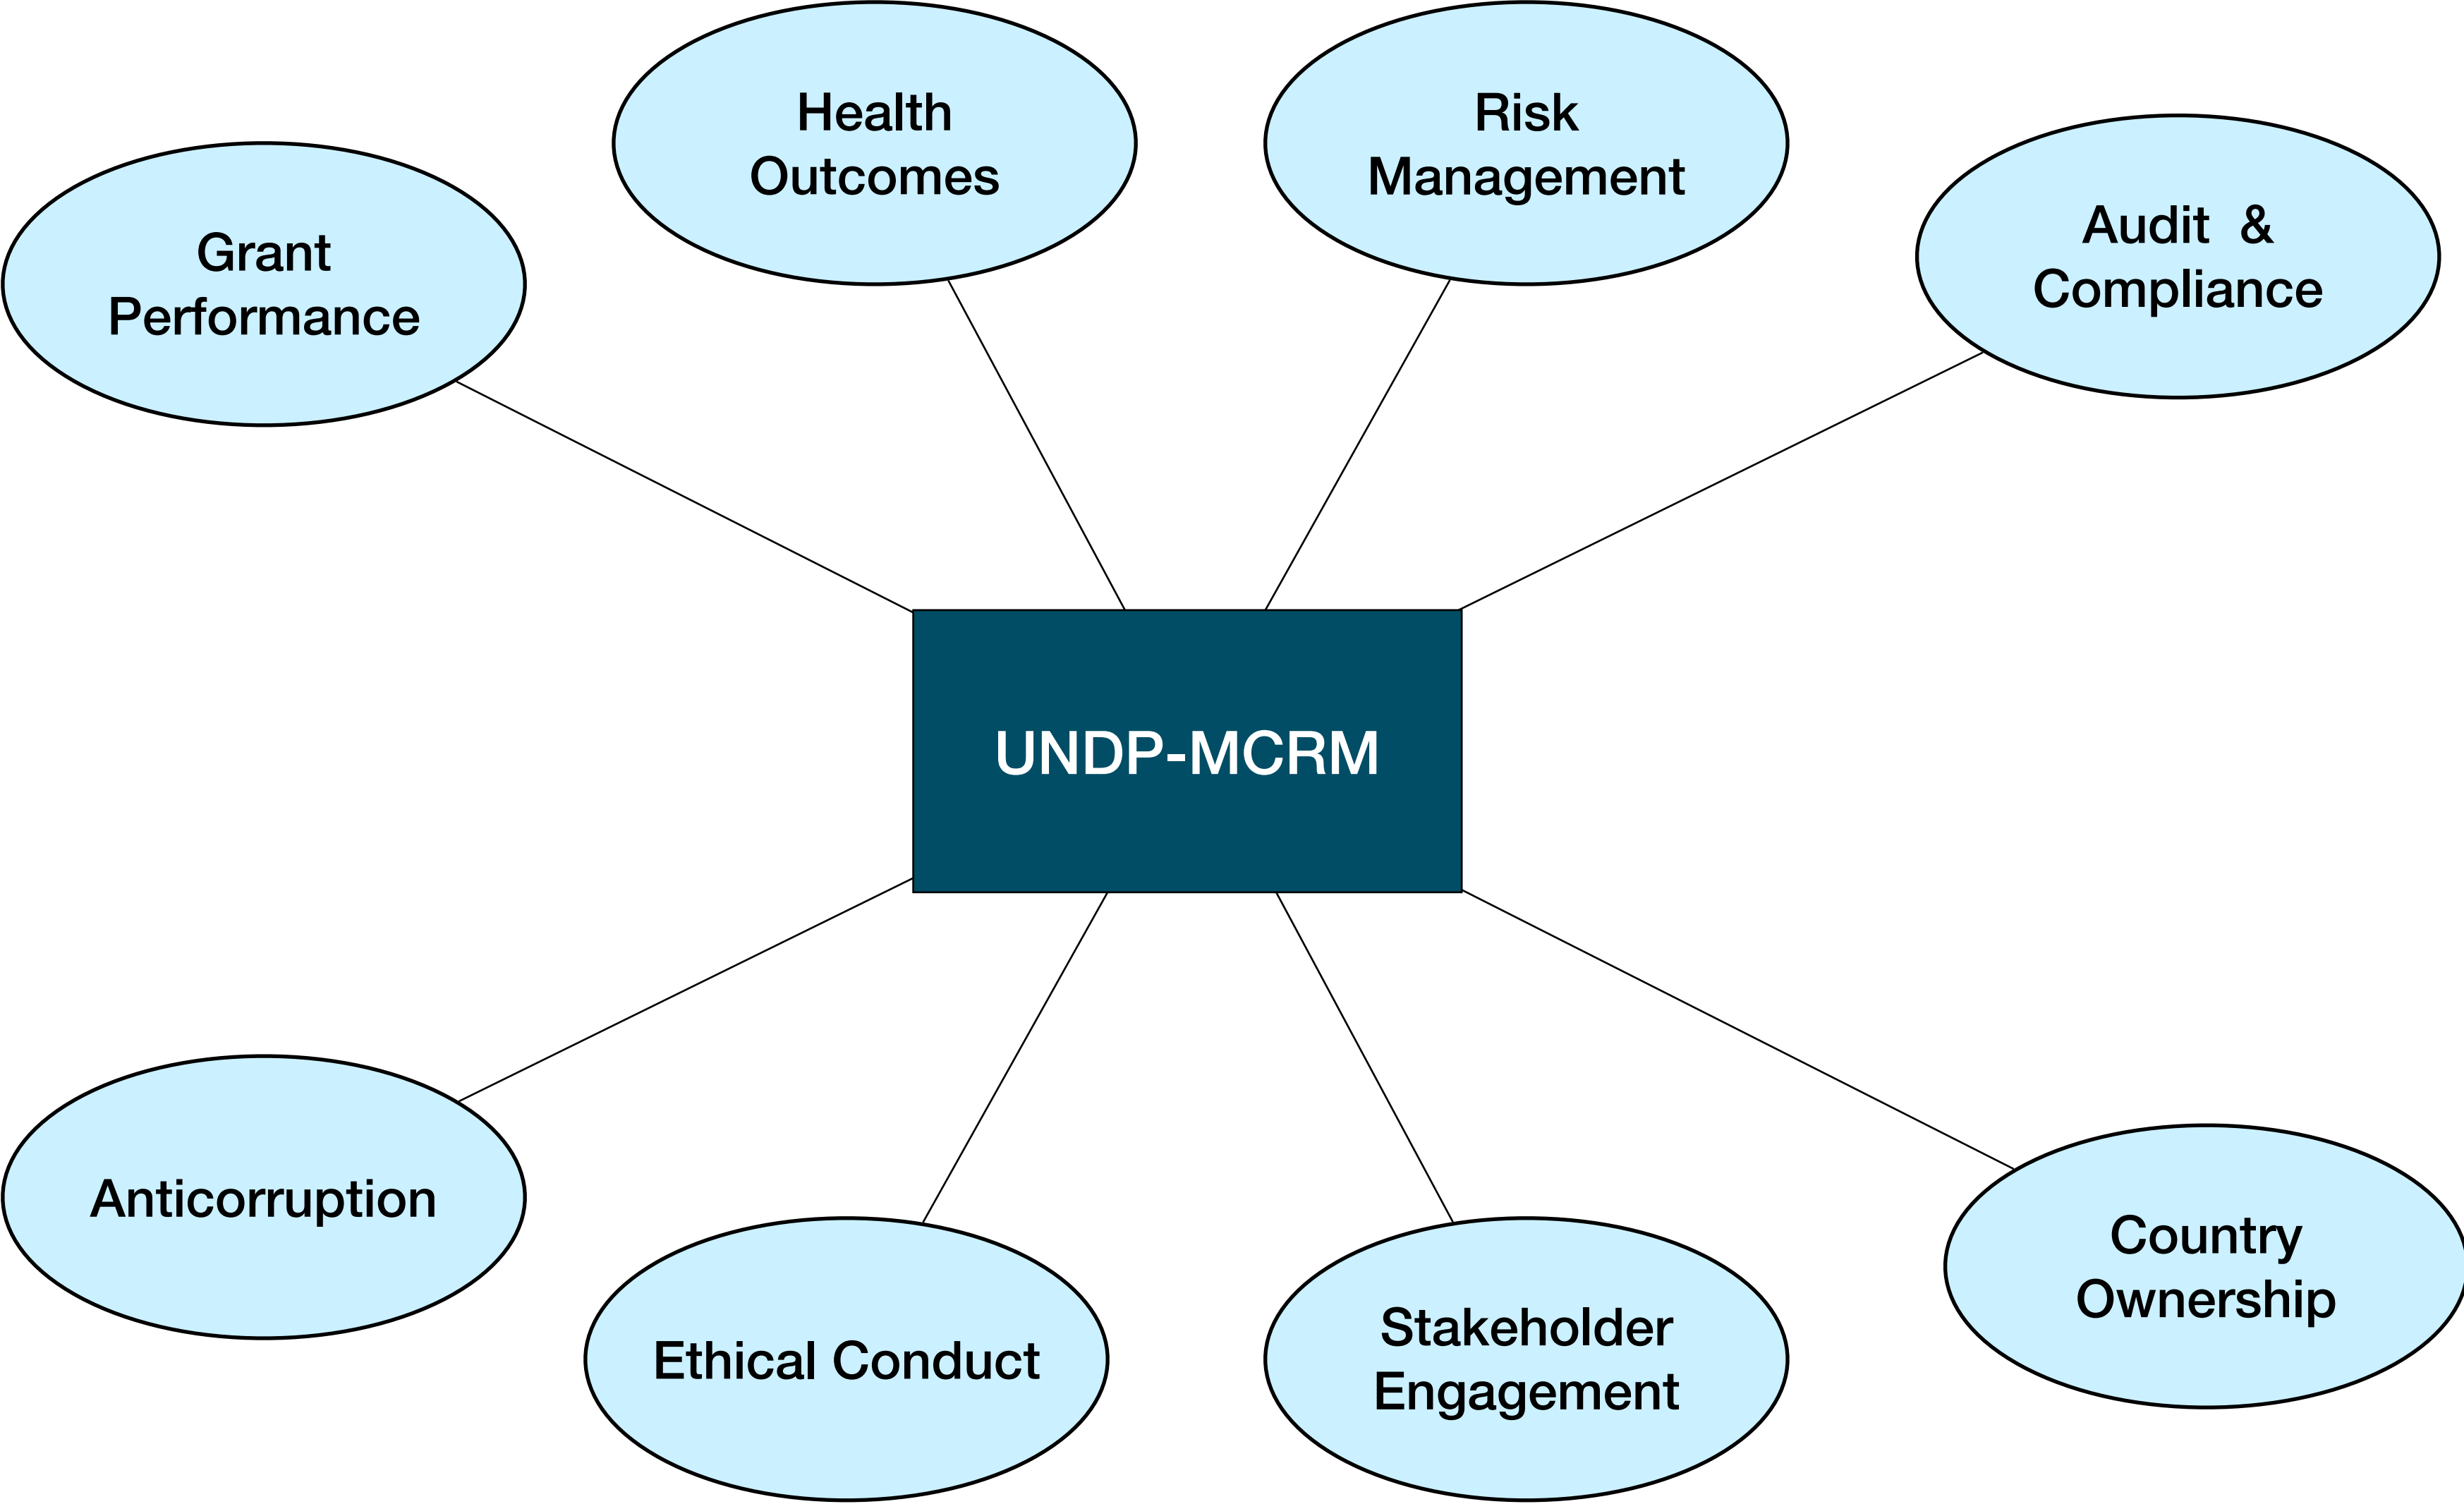 Health
Outcomes
Risk
Management
Grant
Performance
Audit &
Compliance
UNDP-MCRM
Anticorruption
Ethical Conduct
Stakeholder
Engagement
Country
Ownership